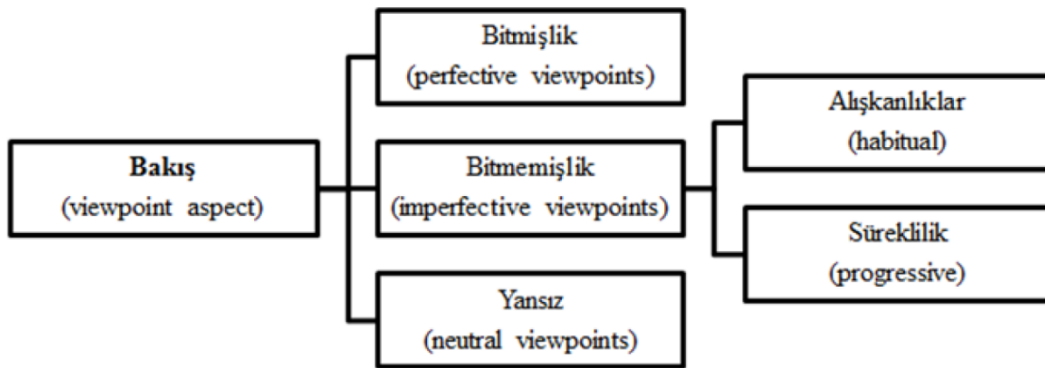 Bakış
(viewpoint aspect)
Bitmişlik
(perfective viewpoints)
Bitmemişlik
(imperfective viewpoints)
Yansız
(neutral viewpoints)
Alışkanlıklar
(habitual)
Süreklilik
(progressive)